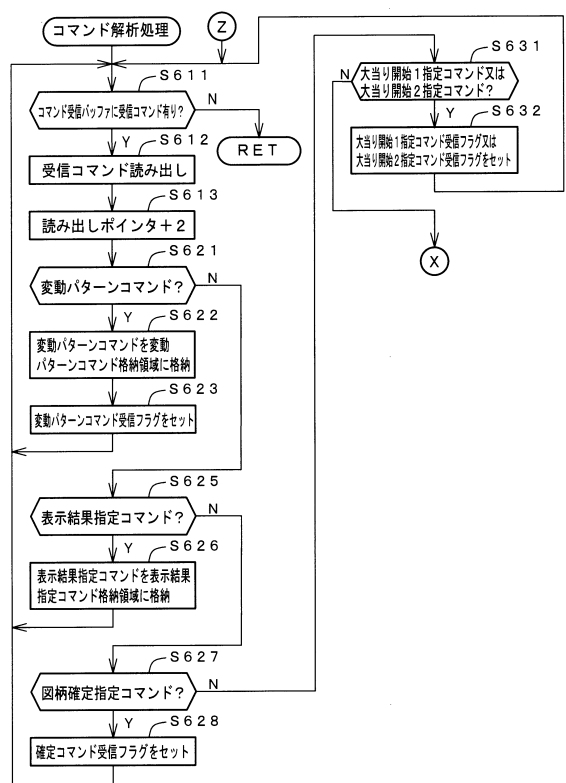 コマンド解析処理
Z
S611
コマンド受信バッファに受信コマンド有り?
N
Y
RET
S612
受信コマンド読み出し
S613
読み出しポインタ+2
S621
変動パターンコマンド?
N
Y
S622
変動パターンコマンドを変動
パターンコマンド格納領域に格納
S623
変動パターンコマンド受信フラグをセット
S625
表示結果指定コマンド?
N
Y
S626
表示結果指定コマンドを表示結果
指定コマンド格納領域に格納
S627
図柄確定指定コマンド?
N
Y
S628
確定コマンド受信フラグをセット
S631
N
大当り開始1指定コマンド又は
大当り開始2指定コマンド?
Y
S632
大当り開始1指定コマンド受信フラグ又は
大当り開始2指定コマンド受信フラグをセット
X